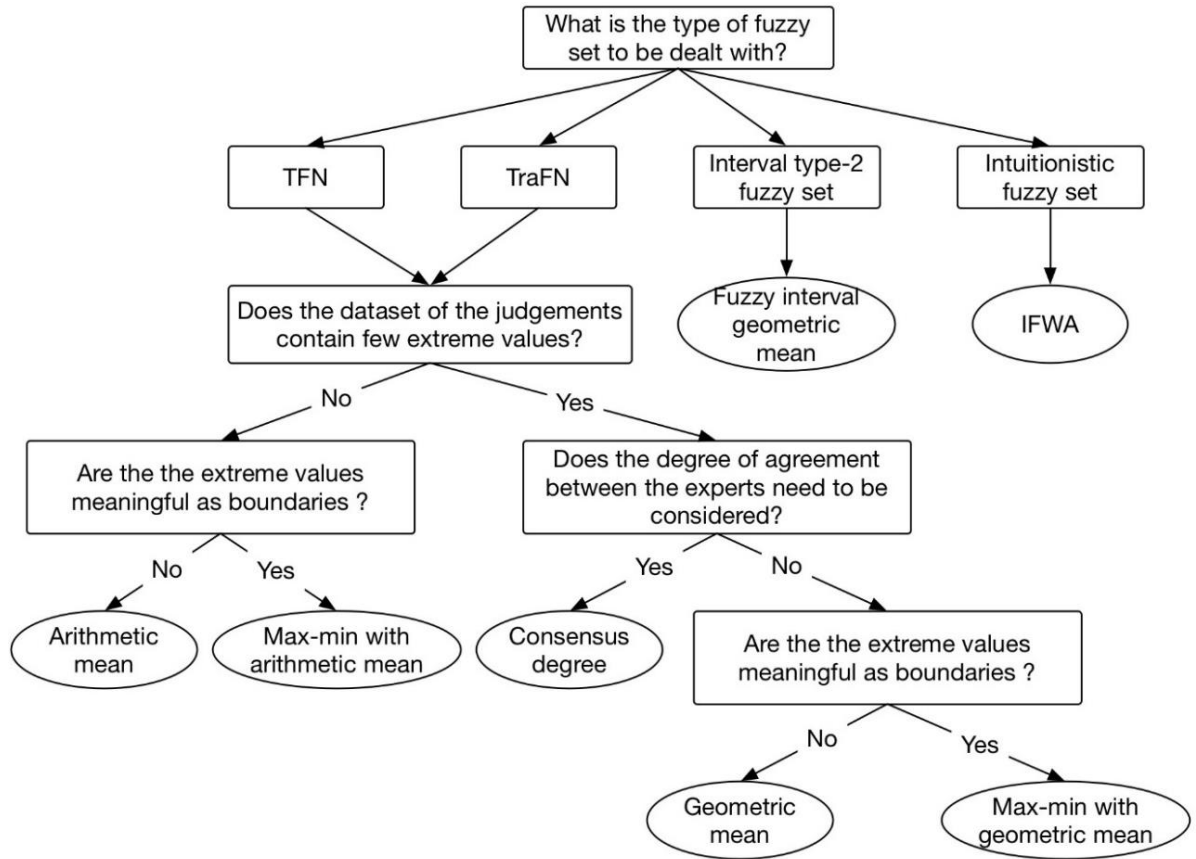 What is the type of fuzzy
set to be dealt with?
TFN
TraFN
Interval type-2
fuzzy set
Intuitionistic
fuzzy set
Does the dataset of the judgements
contain few extreme values?
Fuzzy interval
geometric
mean
IFWA
No
Yes
Are the the extreme values
meaningful as boundaries ?
Does the degree of agreement
between the experts need to be
considered?
No
Yes
Yes
No
Arithmetic
mean
Max-min with
arithmetic mean
Consensus
degree
Are the the extreme values
meaningful as boundaries ?
No
Yes
Geometric
mean
Max-min with
geometric mean